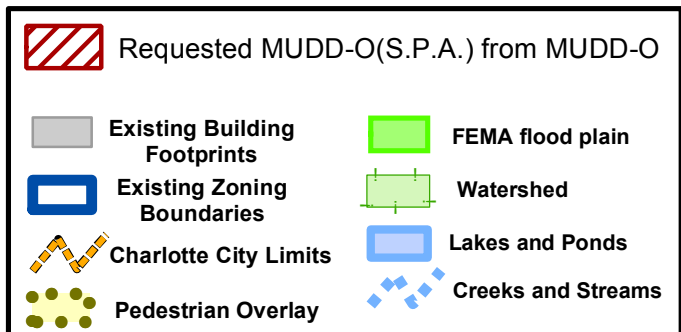 Requested MUDD-O(S.P.A.) from MUDD-O
Existing Building
Footprints
Existing Zoning
Boundaries
Charlotte City Limits
Pedestrian Overlay
FEMA flood plain
Watershed
Lakes and Ponds
Creeks and Streams